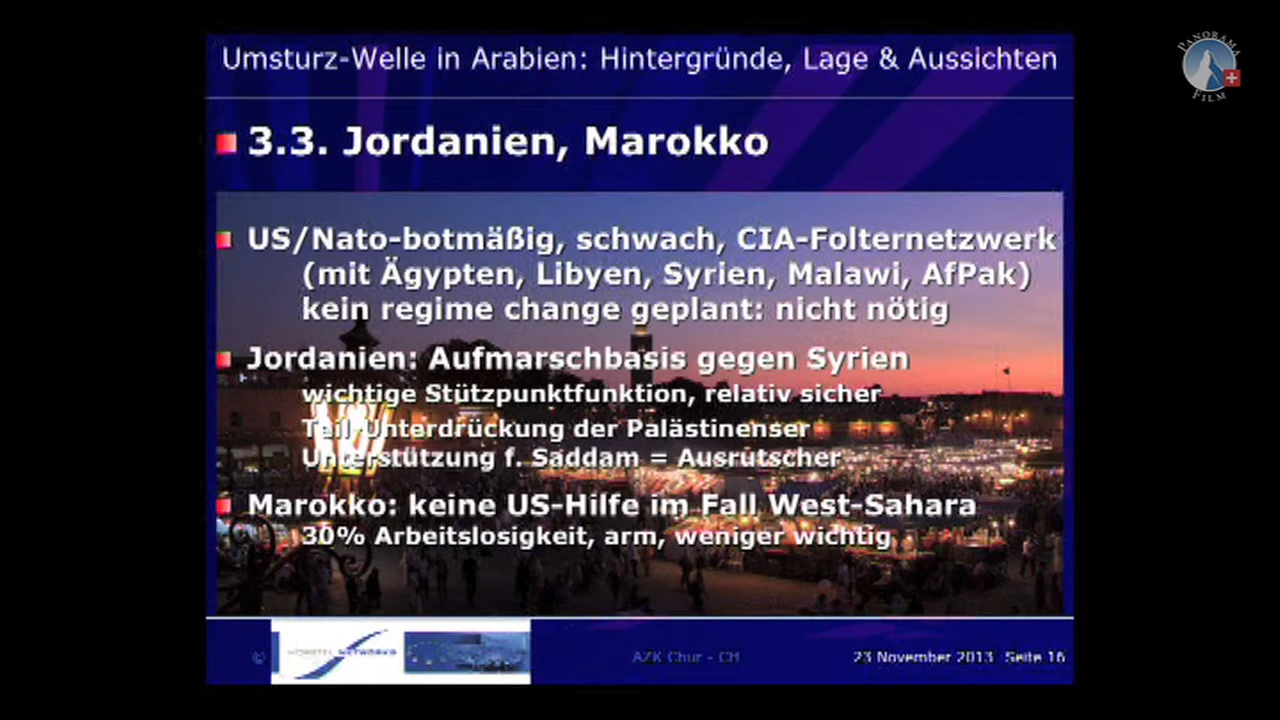 PANORAMA
FILM
Umsturz-Welle in Arabien: Hintergründe, Lage & Aussichten
3.3. Jordanien, Marokko
US/Nato-botmäßig, schwach, CIA-Folternetzwerk
(mit Ägypten, Libyen, Syrien, Malawi, AfPak)
kein regime change geplant: nicht nötig
Jordanien: Aufmarschbasis gegen Syrien
wichtige Stützpunktfunktion, relativ sicher
Teil-Unterdrückung der Palästinenser
Unterstützung f. Saddam = Ausrutscher
Marokko: keine US-Hilfe im Fall West-Sahara
30% Arbeitslosigkeit, arm, weniger wichtig
© NETWORKS
AZK Chur - CH
23 November 2013 Seite 16